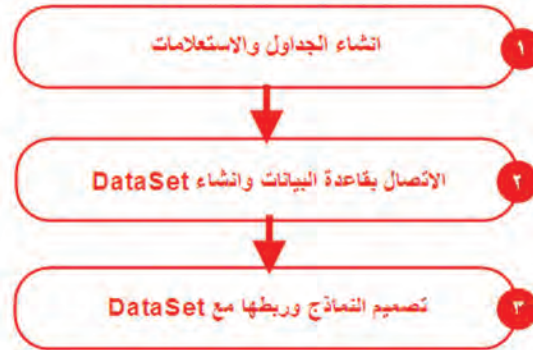 ١ انشاء الجداول والاستعلامات
٢ الاتصال بقاعدة البيانات وانشاء DataSet
٣ تصميم النماذج وربطها مع DataSet